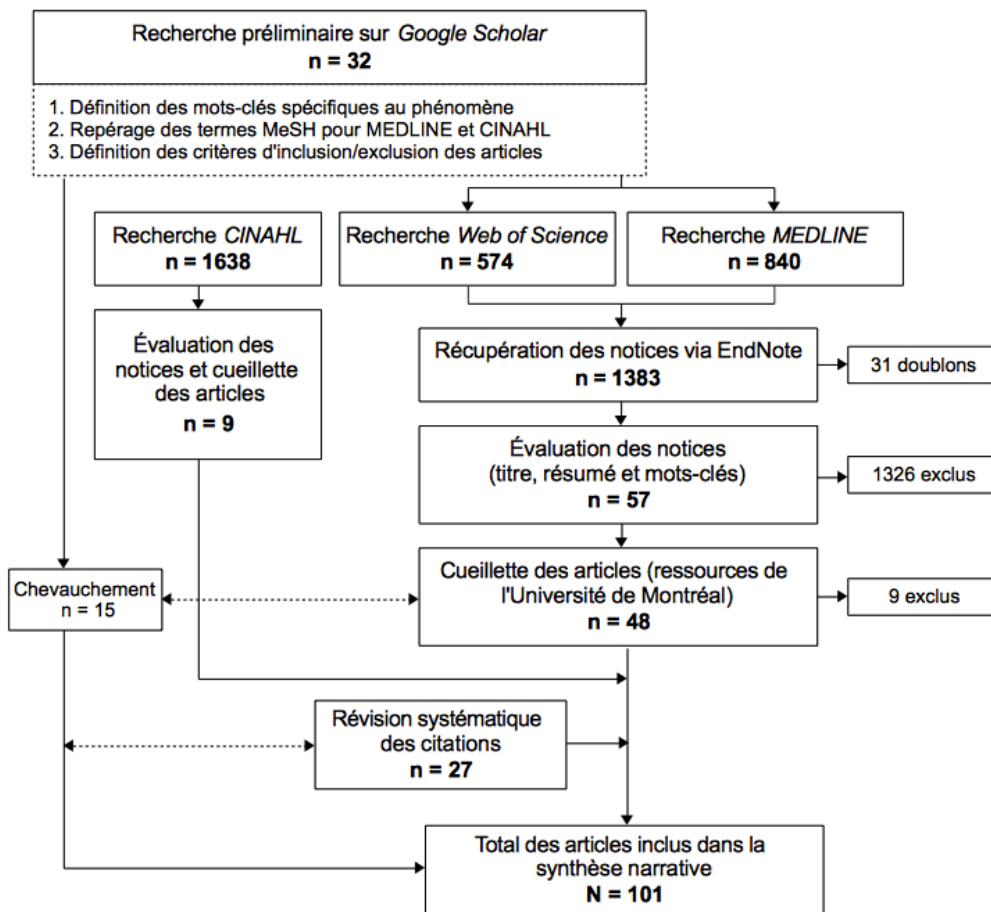 Recherche préliminaire sur Google Scholar
n = 32
1. Définition des mots-clés spécifiques au phénomène
2. Repérage des termes MeSH pour MEDLINE et CINAHL
3. Définition des critères d'inclusion/exclusion des articles
Recherche CINAHL
n = 1638
Recherche Web of Science
n = 574
Recherche MEDLINE
n = 840
Évaluation des
notices et cueillette
des articles
n = 9
Récupération des notices via EndNote
n = 1383
31 doublons
Évaluation des notices
(titre, résumé et mots-clés)
n = 57
1326 exclus
Chevauchement
n = 15
Cueillette des articles (ressources de
l'Université de Montréal)
n = 48
9 exclus
Révision systématique
des citations
n = 27
Total des articles inclus dans la
synthèse narrative
N = 101